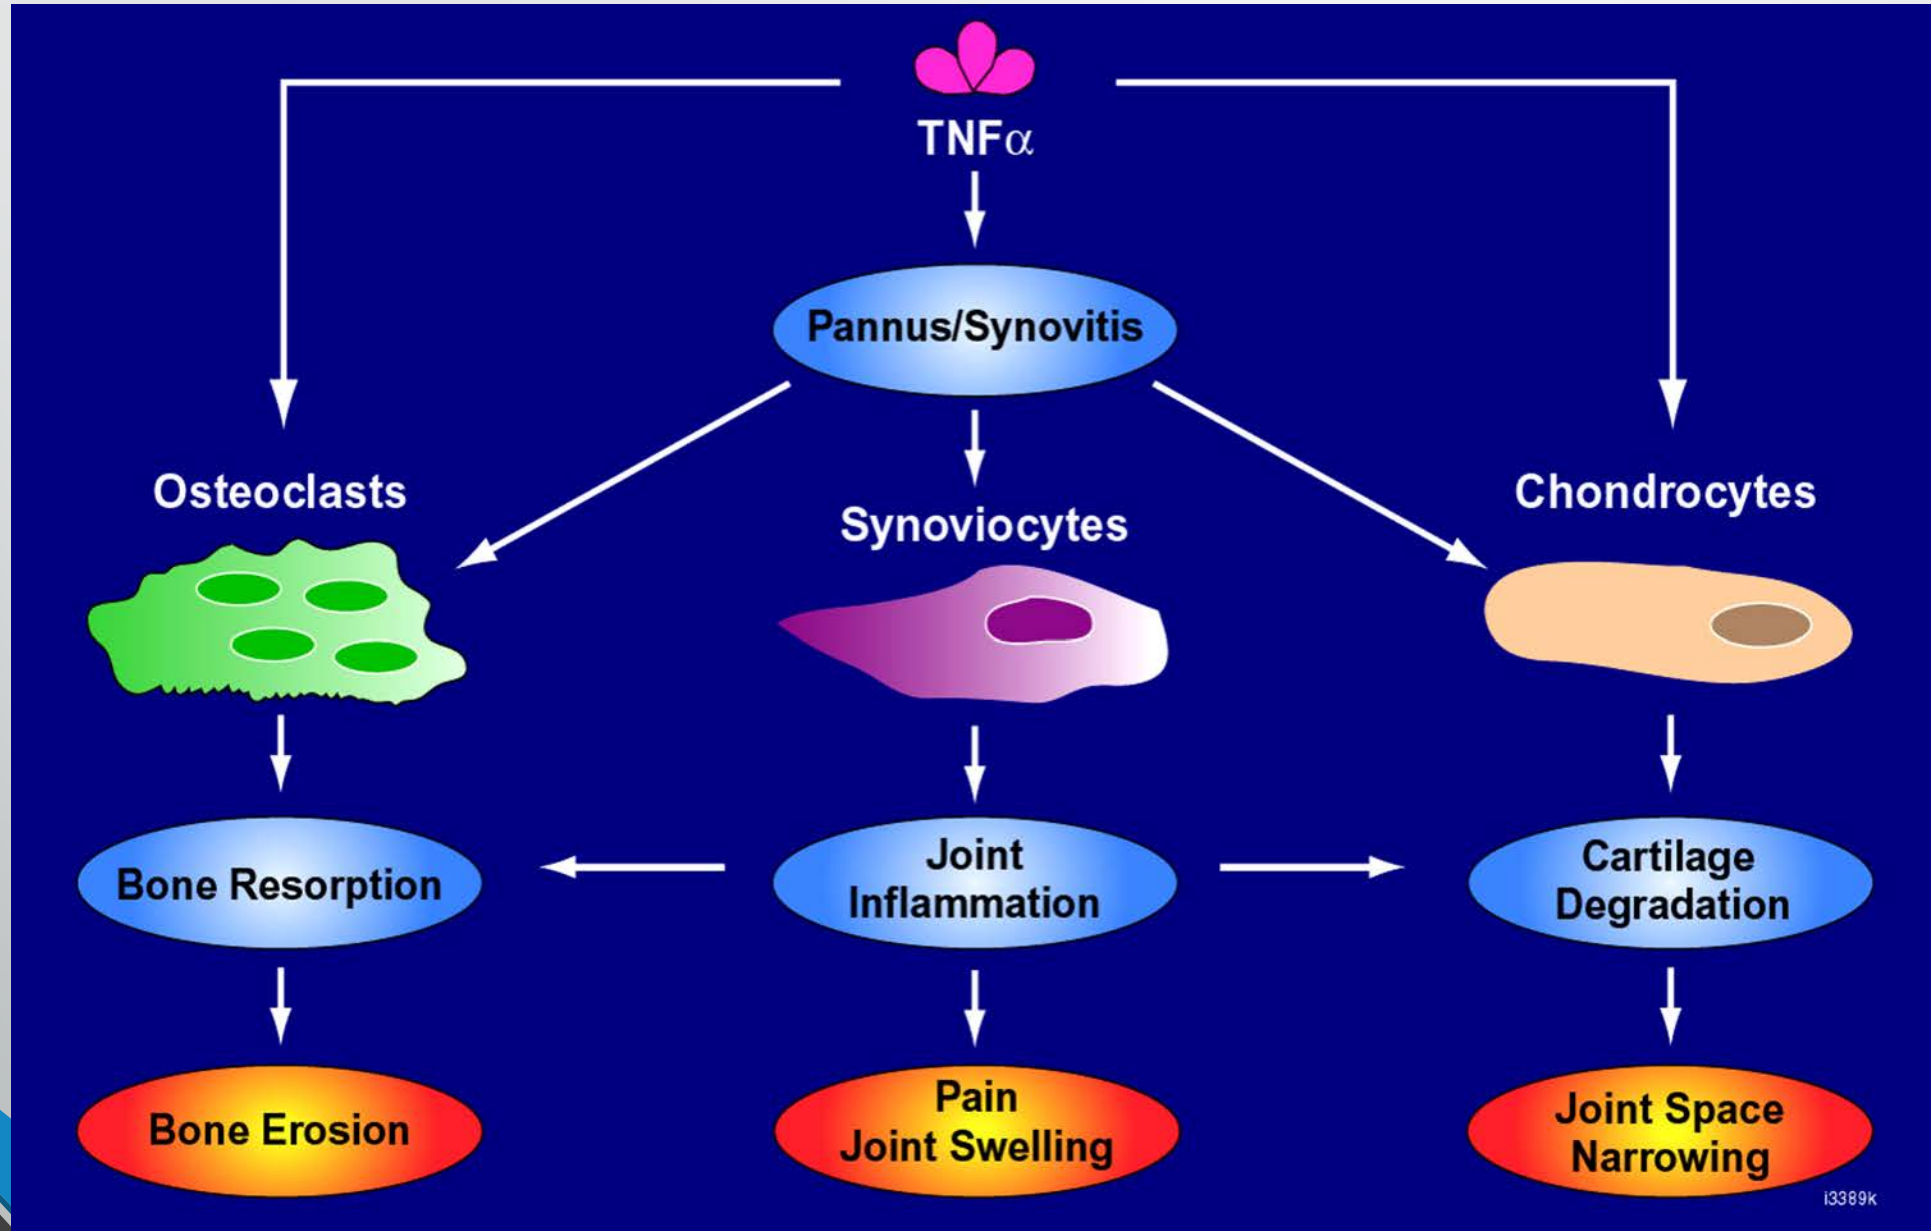 TNFα
Pannus/Synovitis
Osteoclasts
Synoviocytes
Chondrocytes
Bone Resorption
Joint
Inflammation
Cartilage
Degradation
Bone Erosion
Pain
Joint Swelling
Joint Space
Narrowing
i3389k